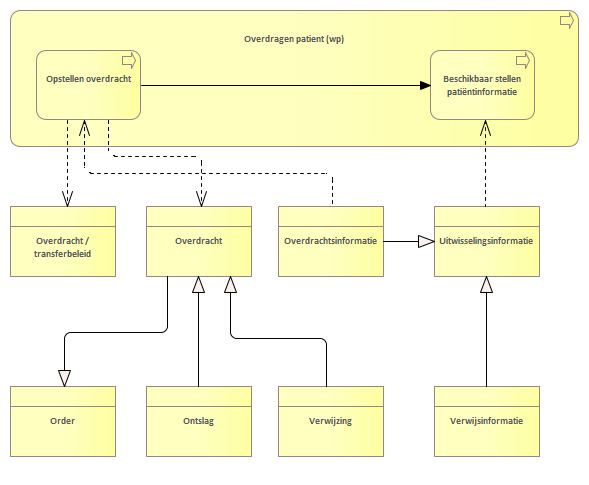 Overdragen patient (wp)
Opstellen overdracht
Beschikbaar stellen
patiëntinformatie
Overdracht /
transferbeleid
Overdracht
Overdrachtsinformatie
Uitwisselingsinformatie
Order
Ontslag
Verwijzing
Verwijsinformatie